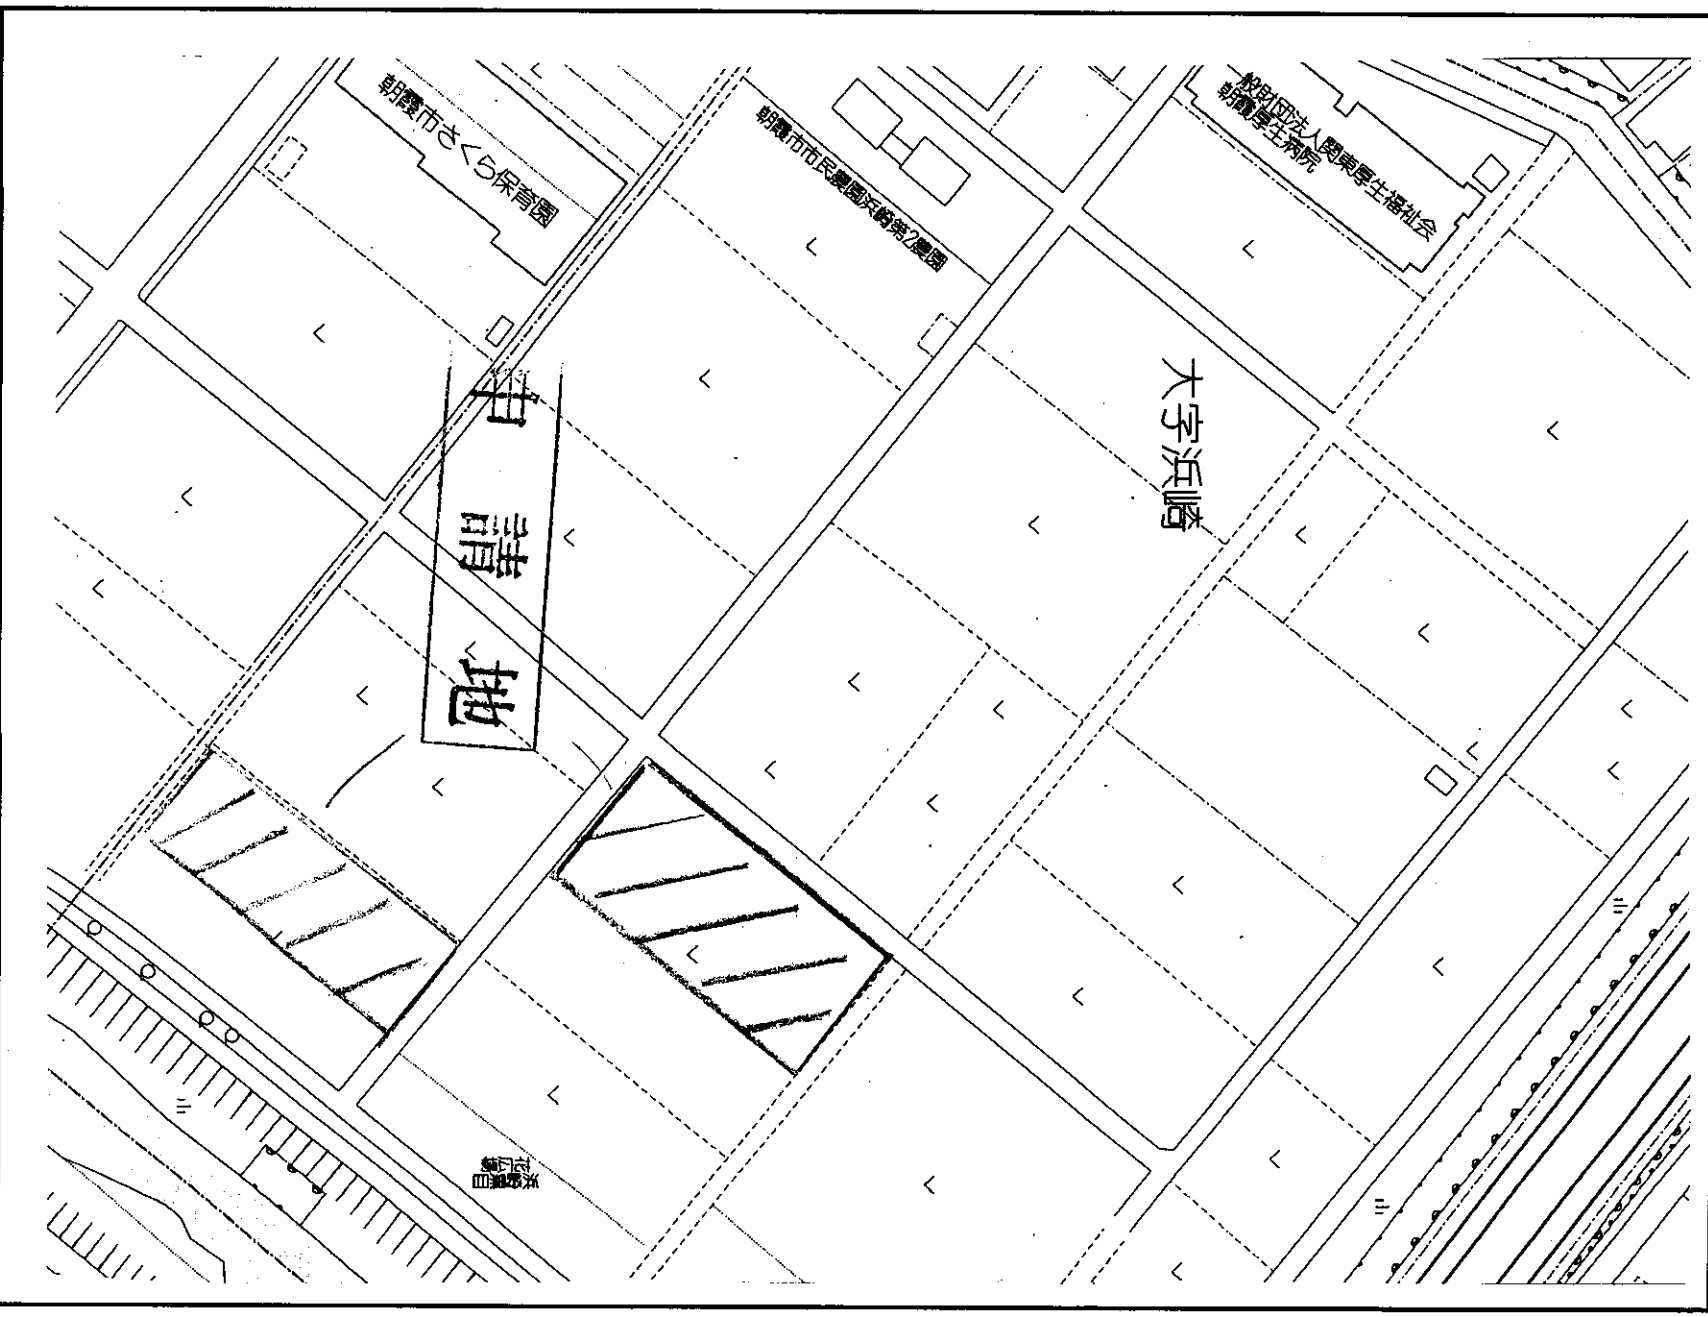 朝霞市さくら保育園
朝霞市市民農園浜崎第2農園
一般財団法人関東厚生福祉会
朝霞厚生病院
大字浜崎
申請地